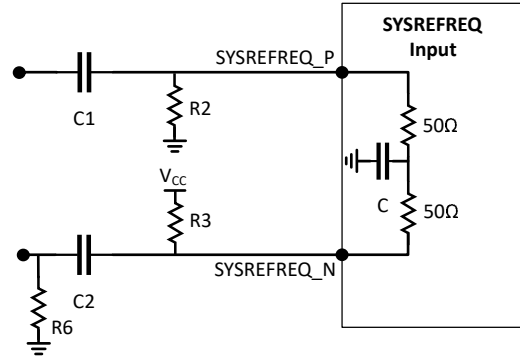 SYSREFREQ
Input
SYSREFREQ_P
C1
R2
50Ω
VCC
C
R3
50Ω
SYSREFREQ_N
C2
R6